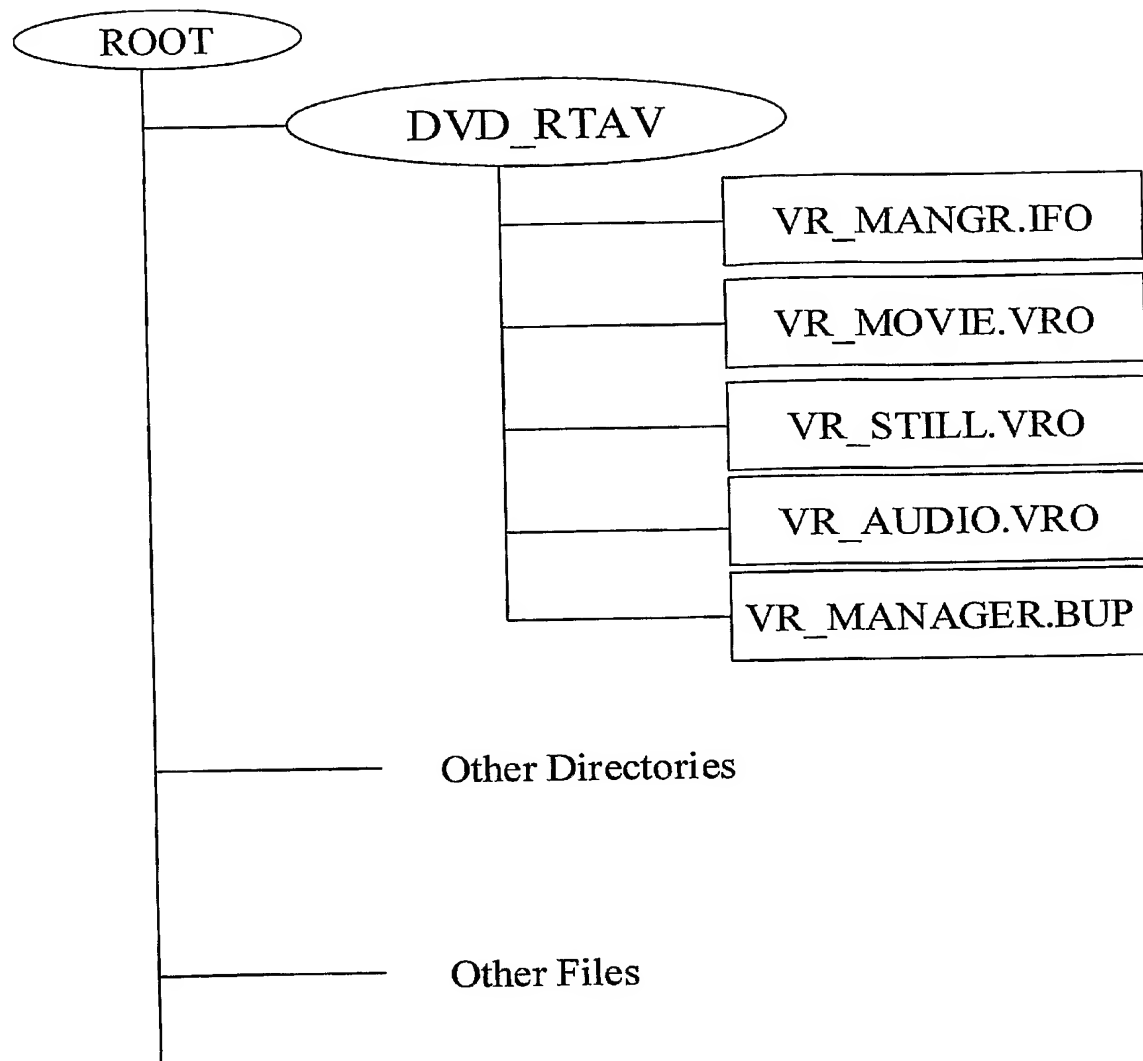 ROOT
DVD_RTAV
VR_MANGR.IFO
VR_MOVIE.VRO
VR_STILL.VRO
VR_AUDIO.VRO
VR_MANAGER.BUP
Other Directories
Other Files